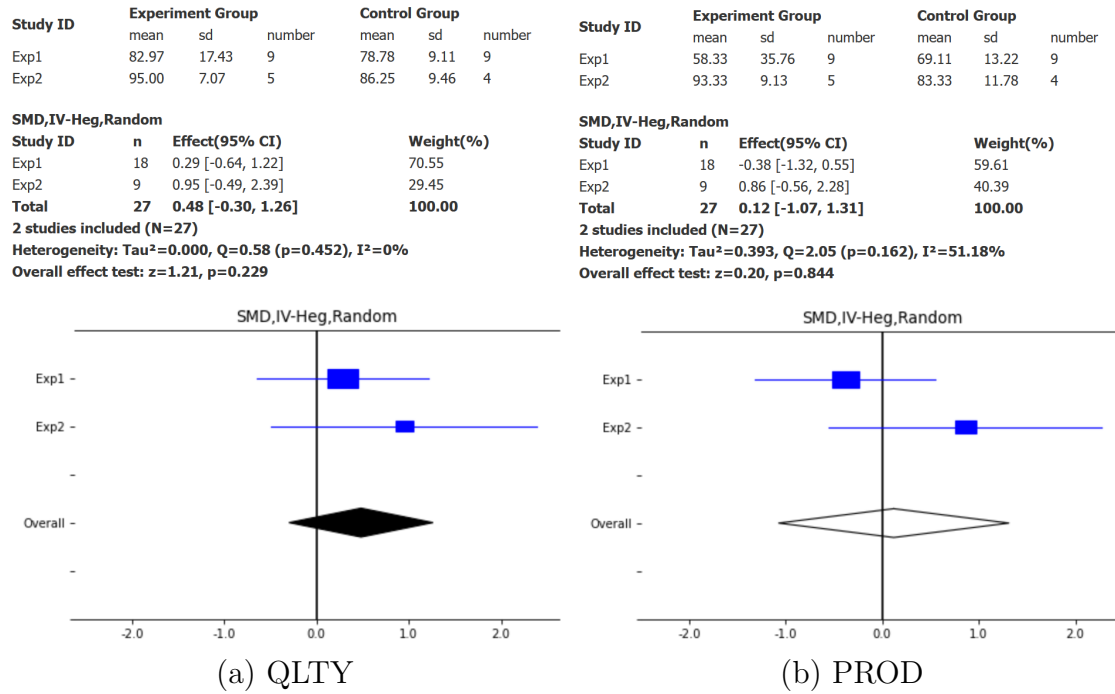 Study ID Experiment Group Control Group
mean sd number mean sd number
Exp1 82.97 17.43 9 78.78 9.11 9
Exp2 95.00 7.07 5 86.25 9.46 4
SMD,IV-Heg,Random
Study ID n Effect(95% CI) Weight(%)
Exp1 18 0.29 [-0.64, 1.22] 70.55
Exp2 9 0.95 [-0.49, 2.39] 29.45
Total 27 0.48 [-0.30, 1.26] 100.00
2 studies included (N=27)
Heterogeneity: Tau²=0.000, Q=0.58 (p=0.452), I²=0%
Overall effect test: z=1.21, p=0.229
SMD,IV-Heg,Random
Exp1
Exp2
Overall
-2.0 -1.0 0.0 1.0 2.0
(a) QLTY
Study ID Experiment Group Control Group
mean sd number mean sd number
Exp1 58.33 35.76 9 69.11 13.22 9
Exp2 93.33 9.13 5 83.33 11.78 4
SMD,IV-Heg,Random
Study ID n Effect(95% CI) Weight(%)
Exp1 18 -0.38 [-1.32, 0.55] 59.61
Exp2 9 0.86 [-0.56, 2.28] 40.39
Total 27 0.12 [-1.07, 1.31] 100.00
2 studies included (N=27)
Heterogeneity: Tau²=0.393, Q=2.05 (p=0.162), I²=51.18%
Overall effect test: z=0.20, p=0.844
SMD,IV-Heg,Random
Exp1
Exp2
Overall
-2.0 -1.0 0.0 1.0 2.0
(b) PROD